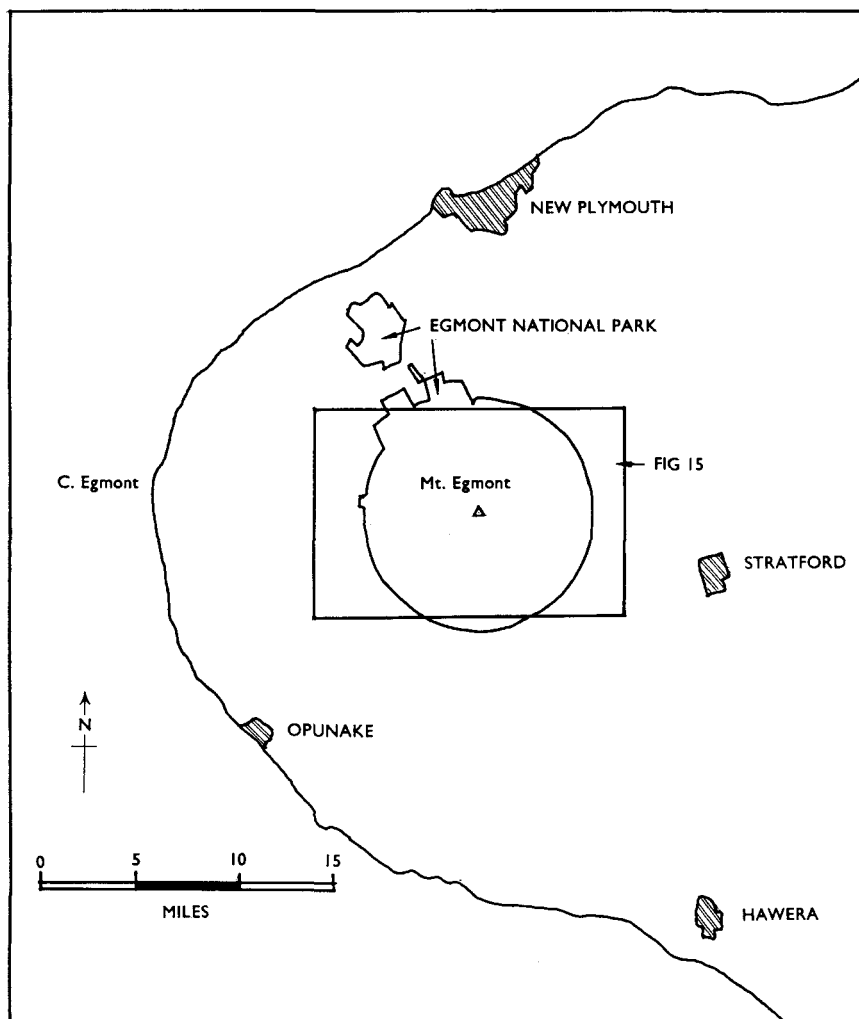 NEW PLYMOUTH
EGMONT NATIONAL PARK
C. Egmont
Mt. Egmont
FIG 15
STRATFORD
N
OPUNAKE
0 5 10 15
MILES
HAWERA